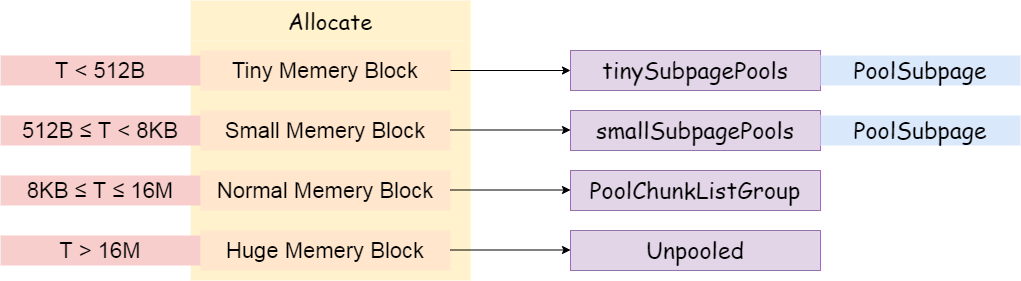 Allocate
T < 512B Tiny Memery Block tinySubpagePools PoolSubpage
512B ≤ T < 8KB Small Memery Block smallSubpagePools PoolSubpage
8KB ≤ T ≤ 16M Normal Memery Block PoolChunkListGroup
T > 16M Huge Memery Block Unpooled